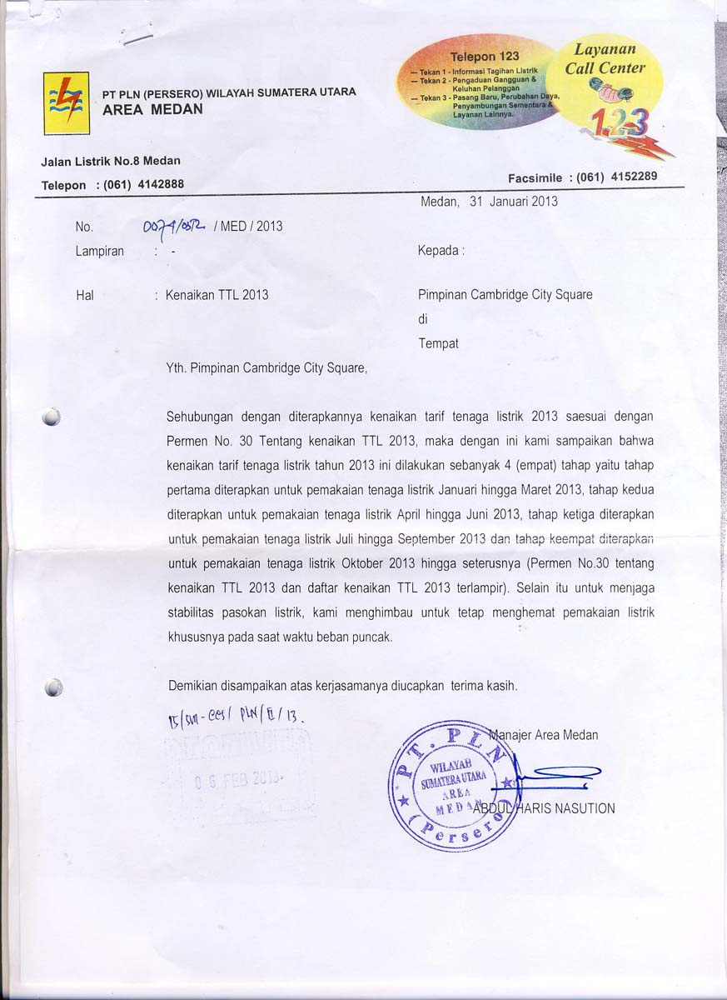 Telepon 123
— Tekan 1 - Informasi Tagihan Listrik
— Tekan 2 - Pengaduan Gangguan &
Keluhan Pelanggan
— Tekan 3 - Pasang Baru, Perubahan Daya,
Penyambungan Sementara &
Layanan Lainnya.
Layanan
Call Center
123
PT PLN (PERSERO) WILAYAH SUMATERA UTARA
AREA MEDAN
Jalan Listrik No.8 Medan
Telepon : (061) 4142888
Facsimile : (061) 4152289
Medan, 31 Januari 2013
No. / MED / 2013
Lampiran : -
Kepada :
Hal : Kenaikan TTL 2013
Pimpinan Cambridge City Square
di
Tempat
Yth. Pimpinan Cambridge City Square,
Sehubungan dengan diterapkannya kenaikan tarif tenaga listrik 2013 saesuai dengan
Permen No. 30 Tentang kenaikan TTL 2013, maka dengan ini kami sampaikan bahwa
kenaikan tarif tenaga listrik tahun 2013 ini dilakukan sebanyak 4 (empat) tahap yaitu tahap
pertama diterapkan untuk pemakaian tenaga listrik Januari hingga Maret 2013, tahap kedua
diterapkan untuk pemakaian tenaga listrik April hingga Juni 2013, tahap ketiga diterapkan
untuk pemakaian tenaga listrik Juli hingga September 2013 dan tahap keempat diterapkan
untuk pemakaian tenaga listrik Oktober 2013 hingga seterusnya (Permen No.30 tentang
kenaikan TTL 2013 dan daftar kenaikan TTL 2013 terlampir). Selain itu untuk menjaga
stabilitas pasokan listrik, kami menghimbau untuk tetap menghemat pemakaian listrik
khususnya pada saat waktu beban puncak.
Demikian disampaikan atas kerjasamanya diucapkan terima kasih.
PLN/II/13.
06 FEB 2013
Manajer Area Medan
PT. PLN
WILAYAH
SUMATERA UTARA
AREA
MEDAN
(Persero)
ABDUL HARIS NASUTION